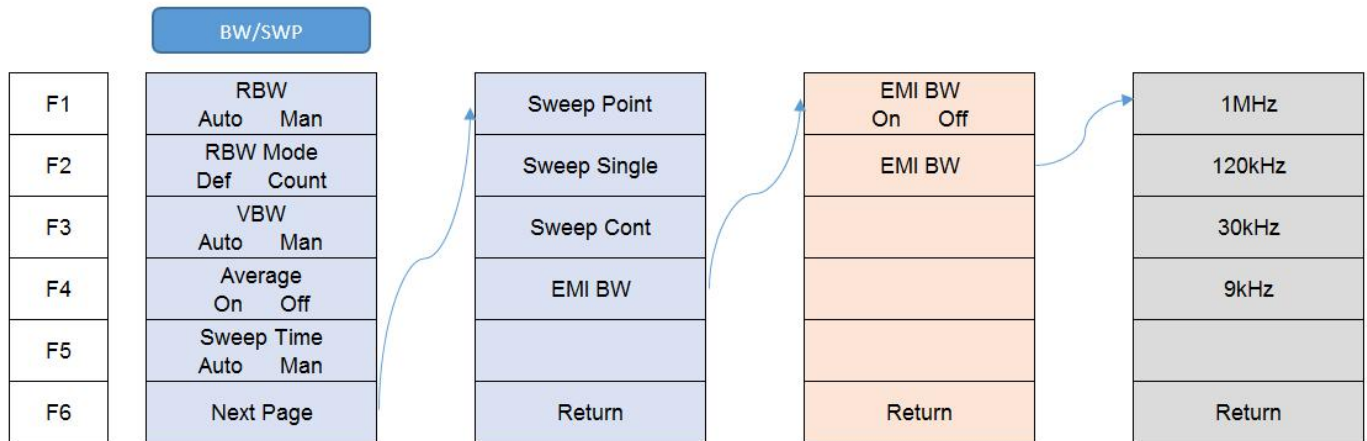 BW/SWP
F1
F2
F3
F4
F5
F6
RBW
Auto Man
RBW Mode
Def Count
VBW
Auto Man
Average
On Off
Sweep Time
Auto Man
Next Page
Sweep Point
Sweep Single
Sweep Cont
EMI BW
Return
EMI BW
On Off
EMI BW
Return
1MHz
120kHz
30kHz
9kHz
Return